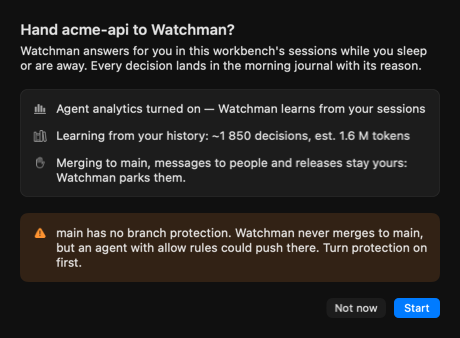 Hand acme-api to Watchman?
Watchman answers for you in this workbench's sessions while you sleep
or are away. Every decision lands in the morning journal with its reason.
Agent analytics turned on — Watchman learns from your sessions
Learning from your history: ~1 850 decisions, est. 1.6 M tokens
Merging to main, messages to people and releases stay yours:
Watchman parks them.
main has no branch protection. Watchman never merges to main,
but an agent with allow rules could push there. Turn protection on
first.
Not now
Start